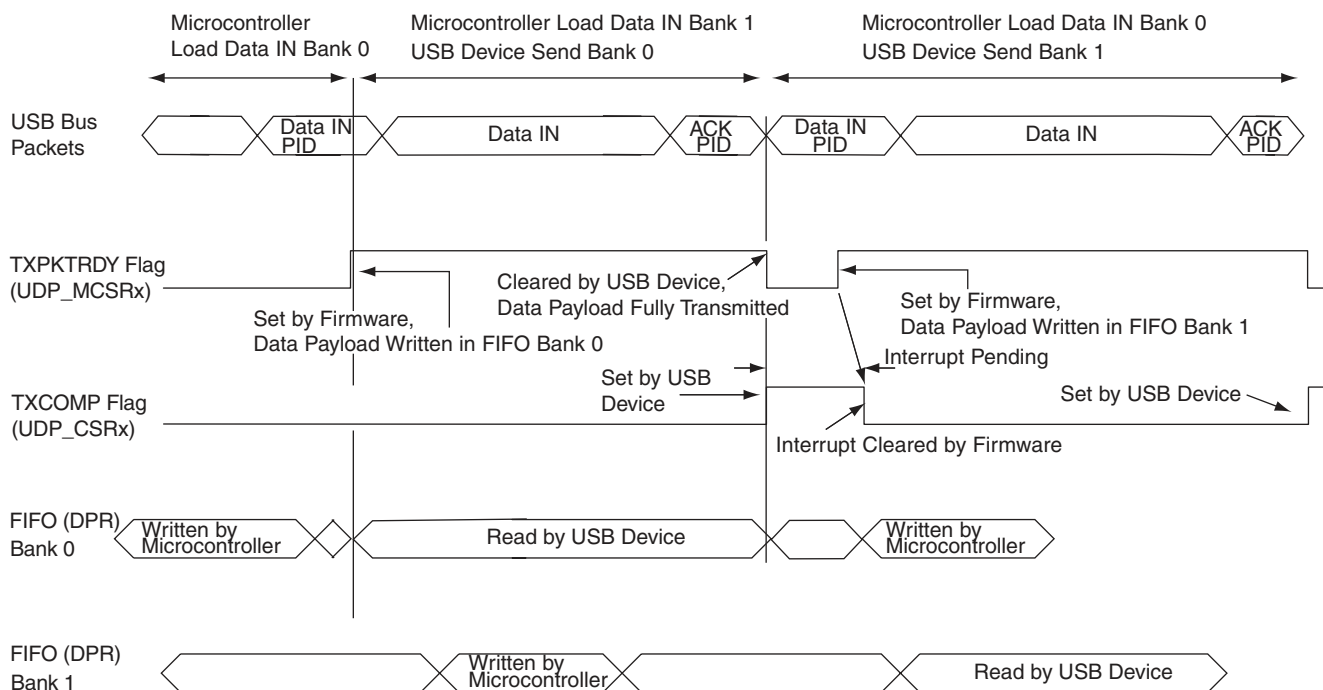 Microcontroller
Load Data IN Bank 0
Microcontroller Load Data IN Bank 1
USB Device Send Bank 0
Microcontroller Load Data IN Bank 0
USB Device Send Bank 1
USB Bus
Packets
Data IN
PID
Data IN
ACK
PID
Data IN
PID
Data IN
ACK
PID
TXPKTRDY Flag
(UDP_MCSRx)
Set by Firmware,
Data Payload Written in FIFO Bank 0
Cleared by USB Device,
Data Payload Fully Transmitted
Set by Firmware,
Data Payload Written in FIFO Bank 1
Interrupt Pending
TXCOMP Flag
(UDP_CSRx)
Set by USB
Device
Set by USB Device
Interrupt Cleared by Firmware
FIFO (DPR)
Bank 0
Written by
Microcontroller
Read by USB Device
Written by
Microcontroller
FIFO (DPR)
Bank 1
Written by
Microcontroller
Read by USB Device